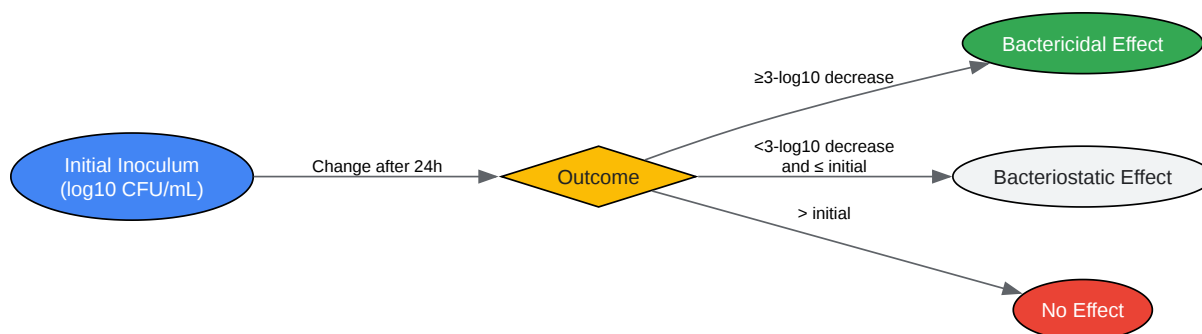 Initial Inoculum
(log10 CFU/mL)
Change after 24h
Outcome
≥3-log10 decrease
Bactericidal Effect
<3-log10 decrease
and ≤ initial
Bacteriostatic Effect
> initial
No Effect